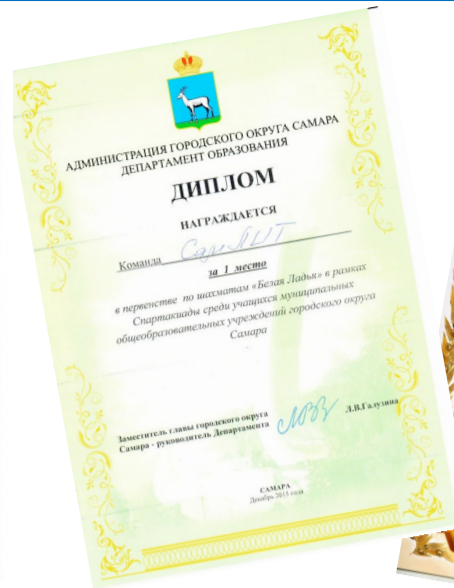 АДМИНИСТРАЦИЯ ГОРОДСКОГО ОКРУГА САМАРА
ДЕПАРТАМЕНТ ОБРАЗОВАНИЯ
ДИПЛОМ
НАГРАЖДАЕТСЯ
Команда СамЛИТ
за 1 место
в первенстве по шахматам «Белая Ладья» в рамках
Спартакиады среди учащихся муниципальных
общеобразовательных учреждений городского округа
Самара
Заместитель главы городского округа
Самара - руководитель Департамента
Л.В.Галузина
САМАРА
Декабрь 2015 года